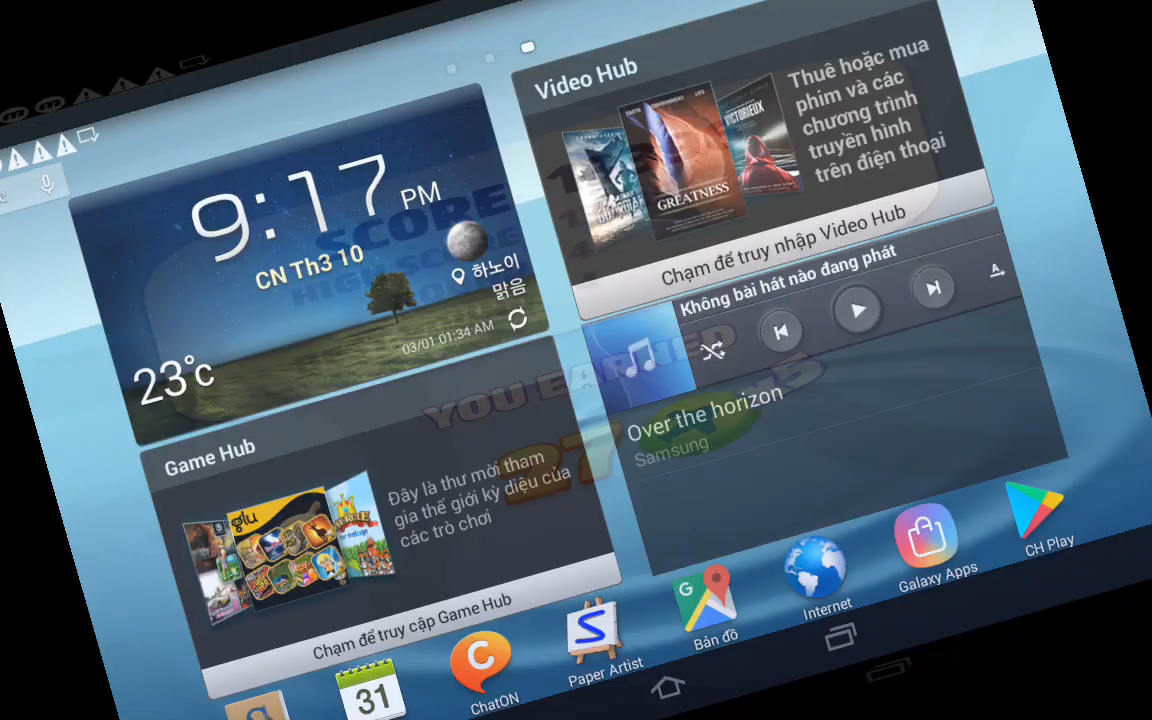 Video Hub
Thuê hoặc mua
phim và các
chương trình
truyền hình
trên điện thoại
VICTORIEUX
GREATNESS
Chạm để truy nhập Video Hub
9:17 PM
CN Th3 10
하노이
맑음
03/01 01:34 AM
23°c
SCORE
HIGH SCORE
Không bài hát nào đang phát
YOU EARNED
27
Over the horizon
Samsung
Game Hub
glu
Đây là thư mời tham
gia thế giới kỳ diệu của
các trò chơi
Chạm để truy cập Game Hub
31
ChatON
Paper Artist
Bản đồ
Internet
Galaxy Apps
CH Play